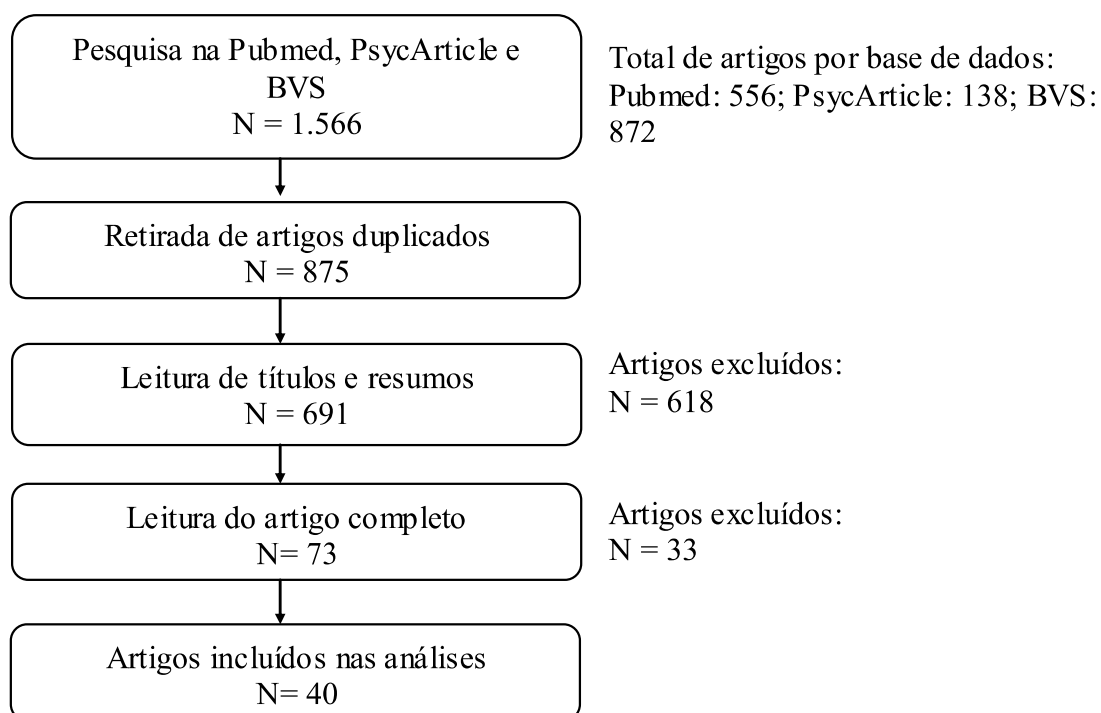 Pesquisa na Pubmed, PsycArticle e
BVS
N = 1.566
Total de artigos por base de dados:
Pubmed: 556; PsycArticle: 138; BVS:
872
Retirada de artigos duplicados
N = 875
Leitura de títulos e resumos
N = 691
Artigos excluídos:
N = 618
Leitura do artigo completo
N= 73
Artigos excluídos:
N = 33
Artigos incluídos nas análises
N= 40